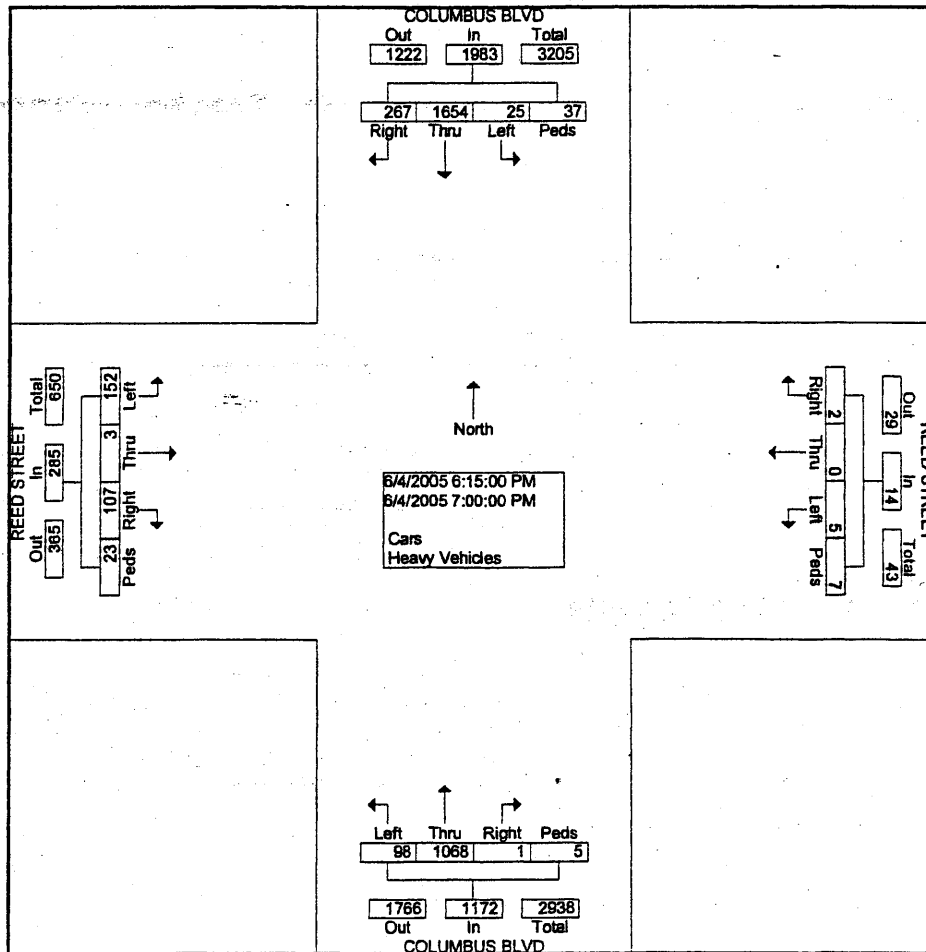 COLUMBUS BLVD
Out In Total
1222 1983 3205
267 1654 25 37
Right Thru Left Peds
REED STREET
Total In Out
650 285 365
152 3 107 23
Left Thru Right Peds
North
6/4/2005 6:15:00 PM
6/4/2005 7:00:00 PM
Cars
Heavy Vehicles
Right Thru Left Peds
2 0 5 7
Out In Total
29 14 43
REED STREET
Left Thru Right Peds
98 1068 1 5
1766 1172 2938
Out In Total
COLUMBUS BLVD